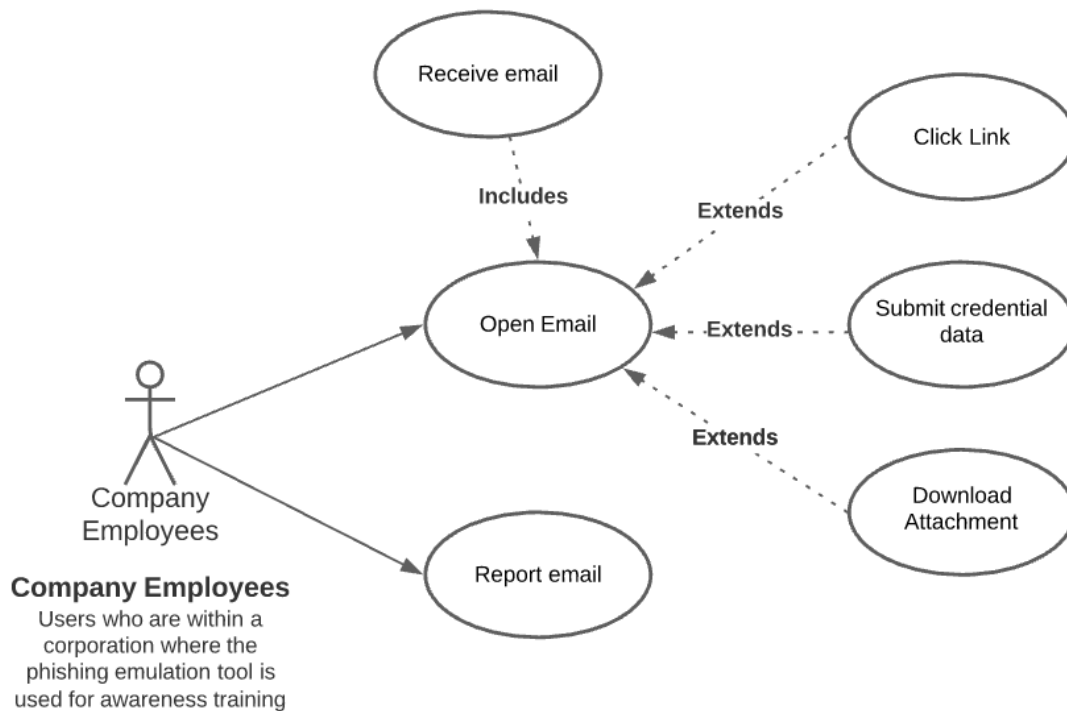 Receive email
Click Link
Includes
Extends
Open Email
Extends
Submit credential
data
Extends
Company
Employees
Download
Attachment
Report email
Company Employees
Users who are within a
corporation where the
phishing emulation tool is
used for awareness training